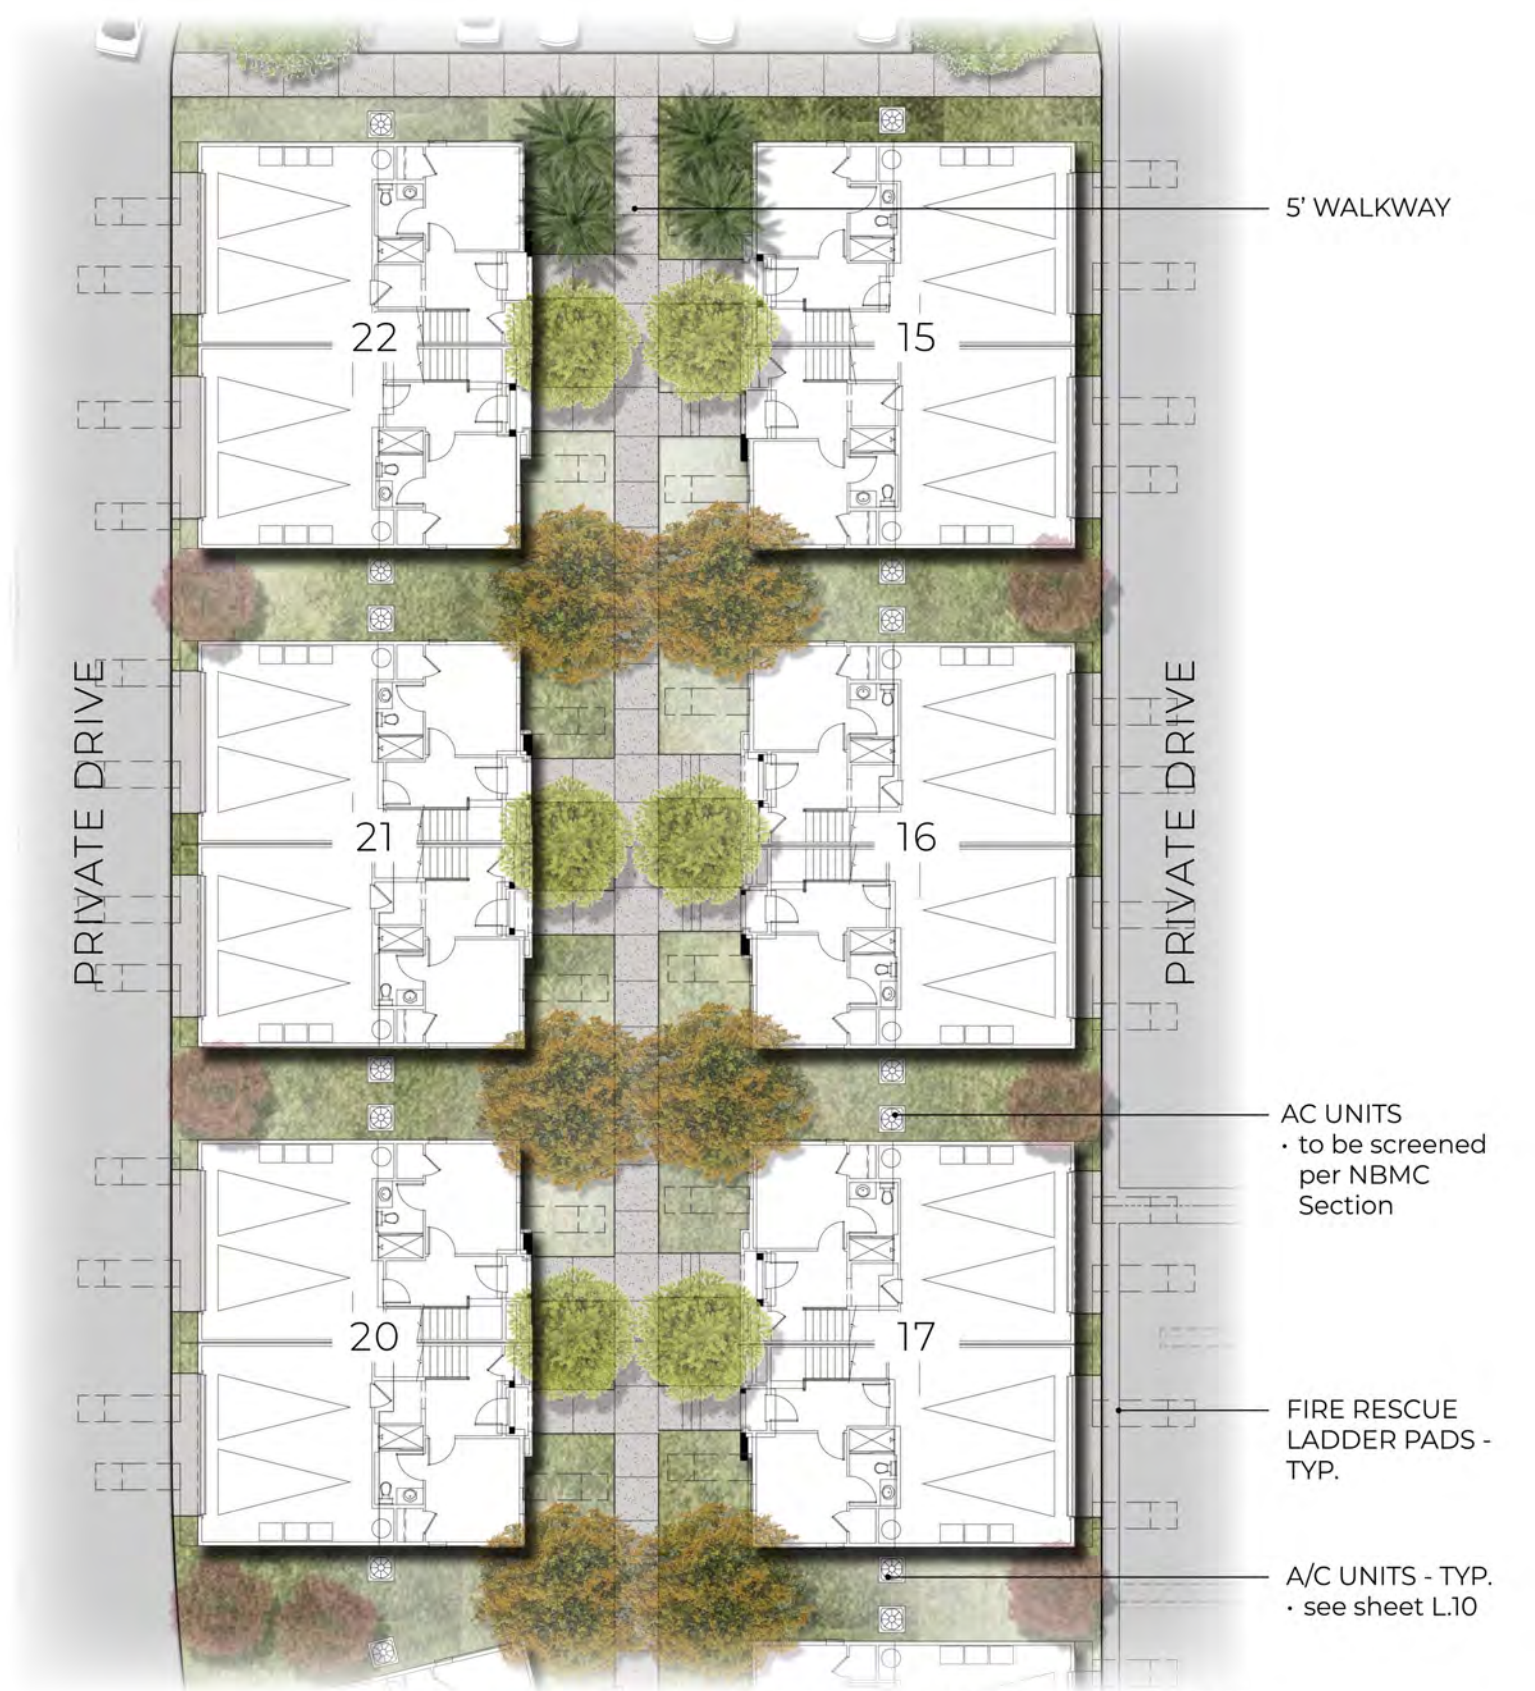 5’ WALKWAY
22
15
PRIVATE DRIVE
PRIVATE DRIVE
21
16
AC UNITS
• to be screened
per NBMC
Section
20
17
FIRE RESCUE
LADDER PADS -
TYP.
A/C UNITS - TYP.
• see sheet L.10